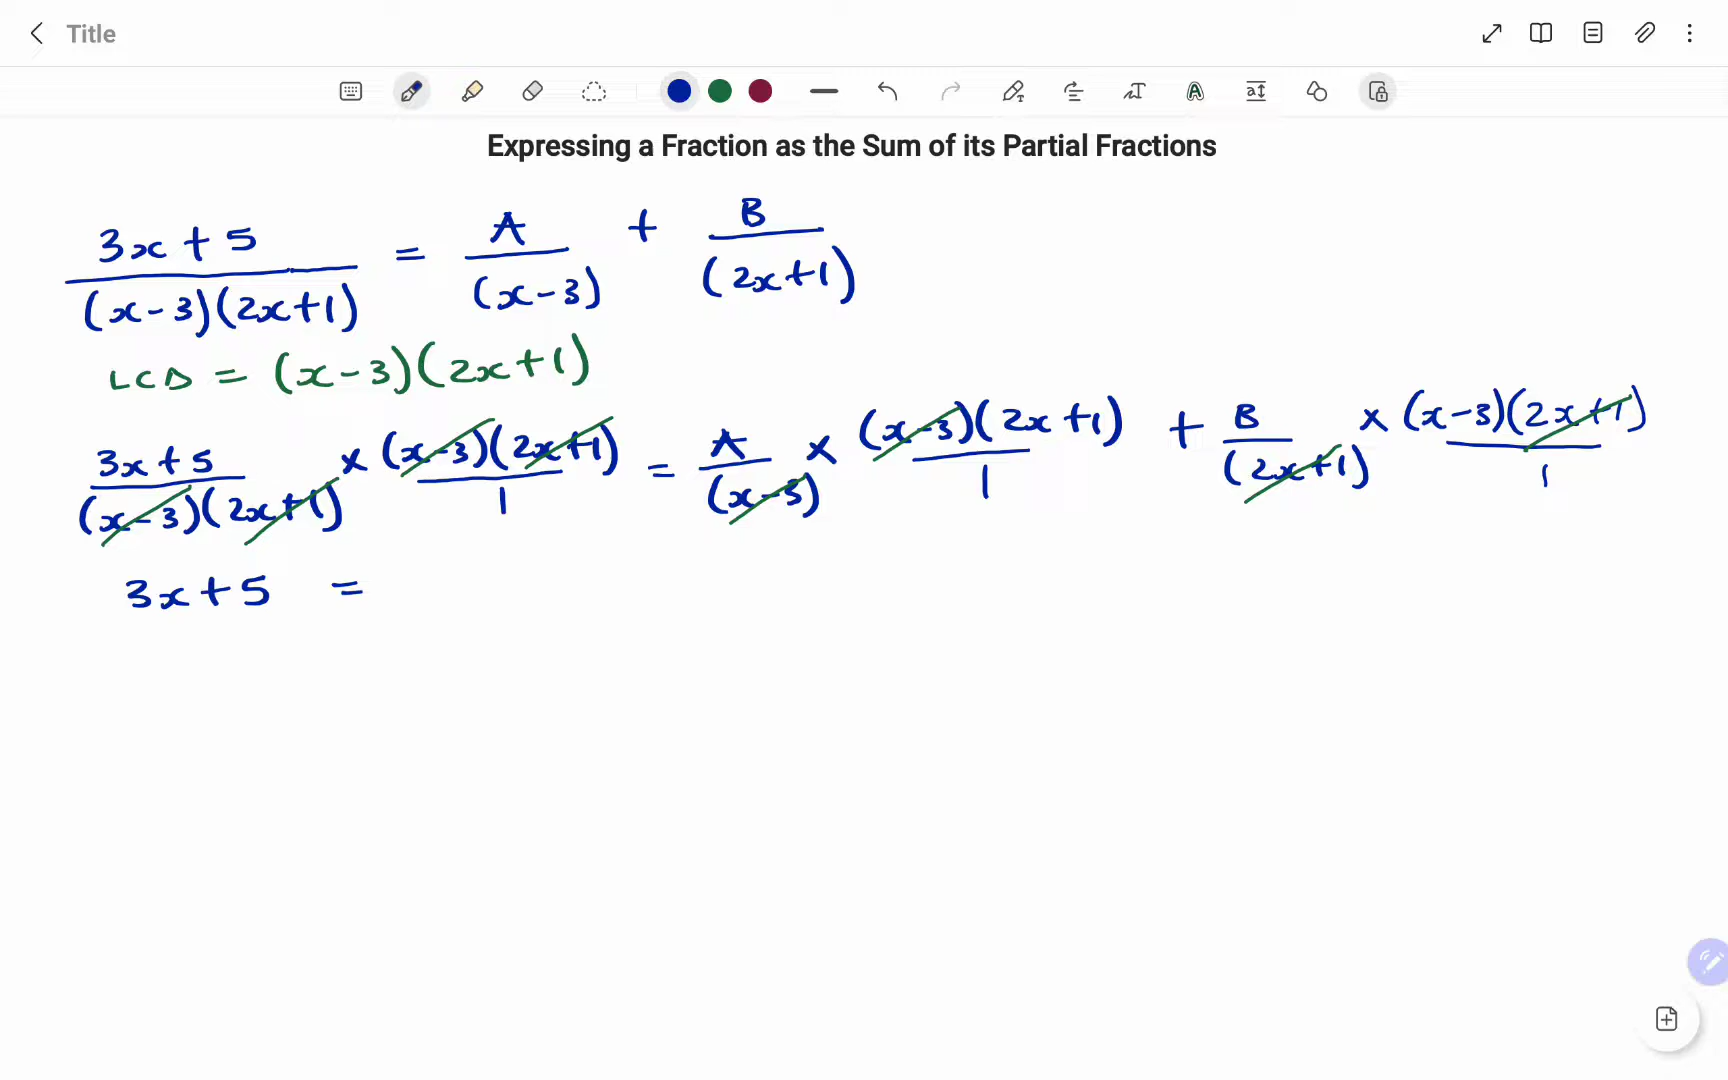 Title
Expressing a Fraction as the Sum of its Partial Fractions
3x + 5 / (x-3)(2x+1) = A / (x-3) + B / (2x+1)
LCD = (x-3)(2x+1)
3x+5 / (x-3)(2x+1) × (x-3)(2x+1) / 1 = A / (x-3) × (x-3)(2x+1) / 1 + B / (2x+1) × (x-3)(2x+1) / 1
3x+5 =